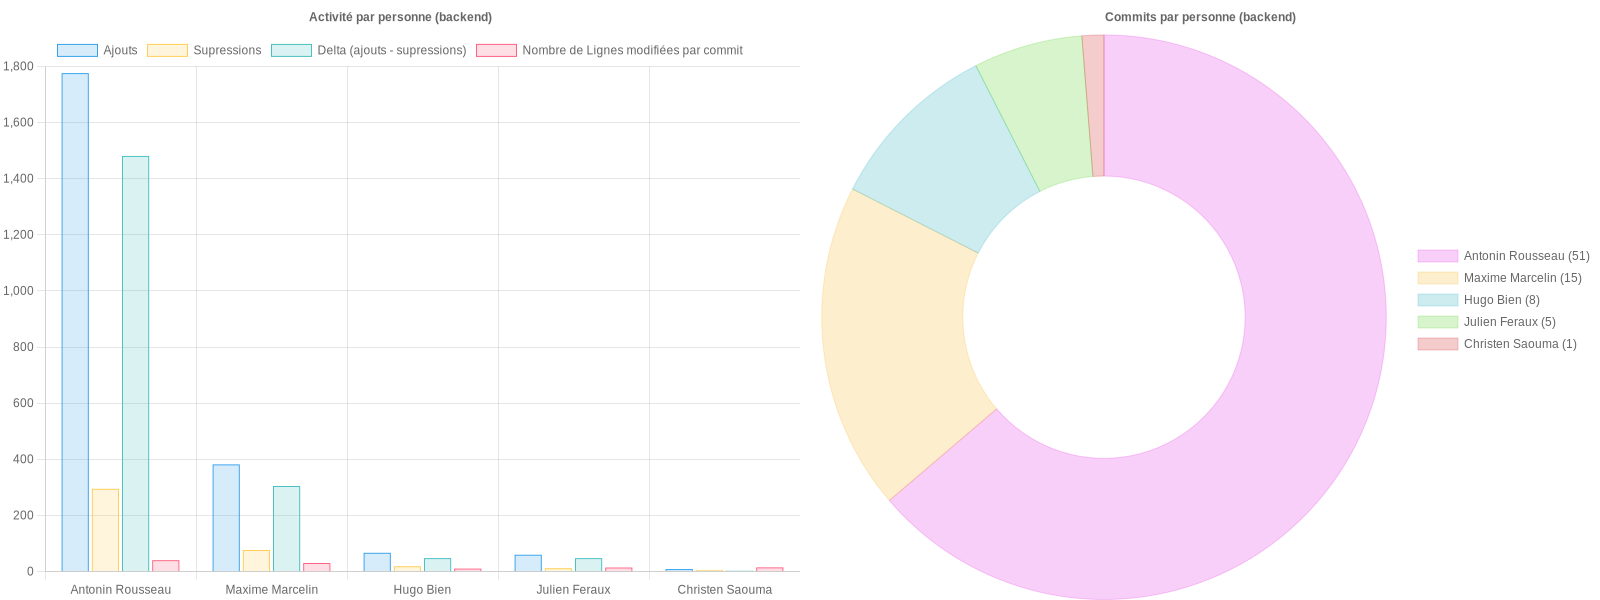 Activité par personne (backend)
Ajouts Supressions Delta (ajouts - supressions) Nombre de Lignes modifiées par commit
1,800
1,600
1,400
1,200
1,000
800
600
400
200
0
Antonin Rousseau Maxime Marcelin Hugo Bien Julien Feraux Christen Saouma
Commits par personne (backend)
Antonin Rousseau (51)
Maxime Marcelin (15)
Hugo Bien (8)
Julien Feraux (5)
Christen Saouma (1)